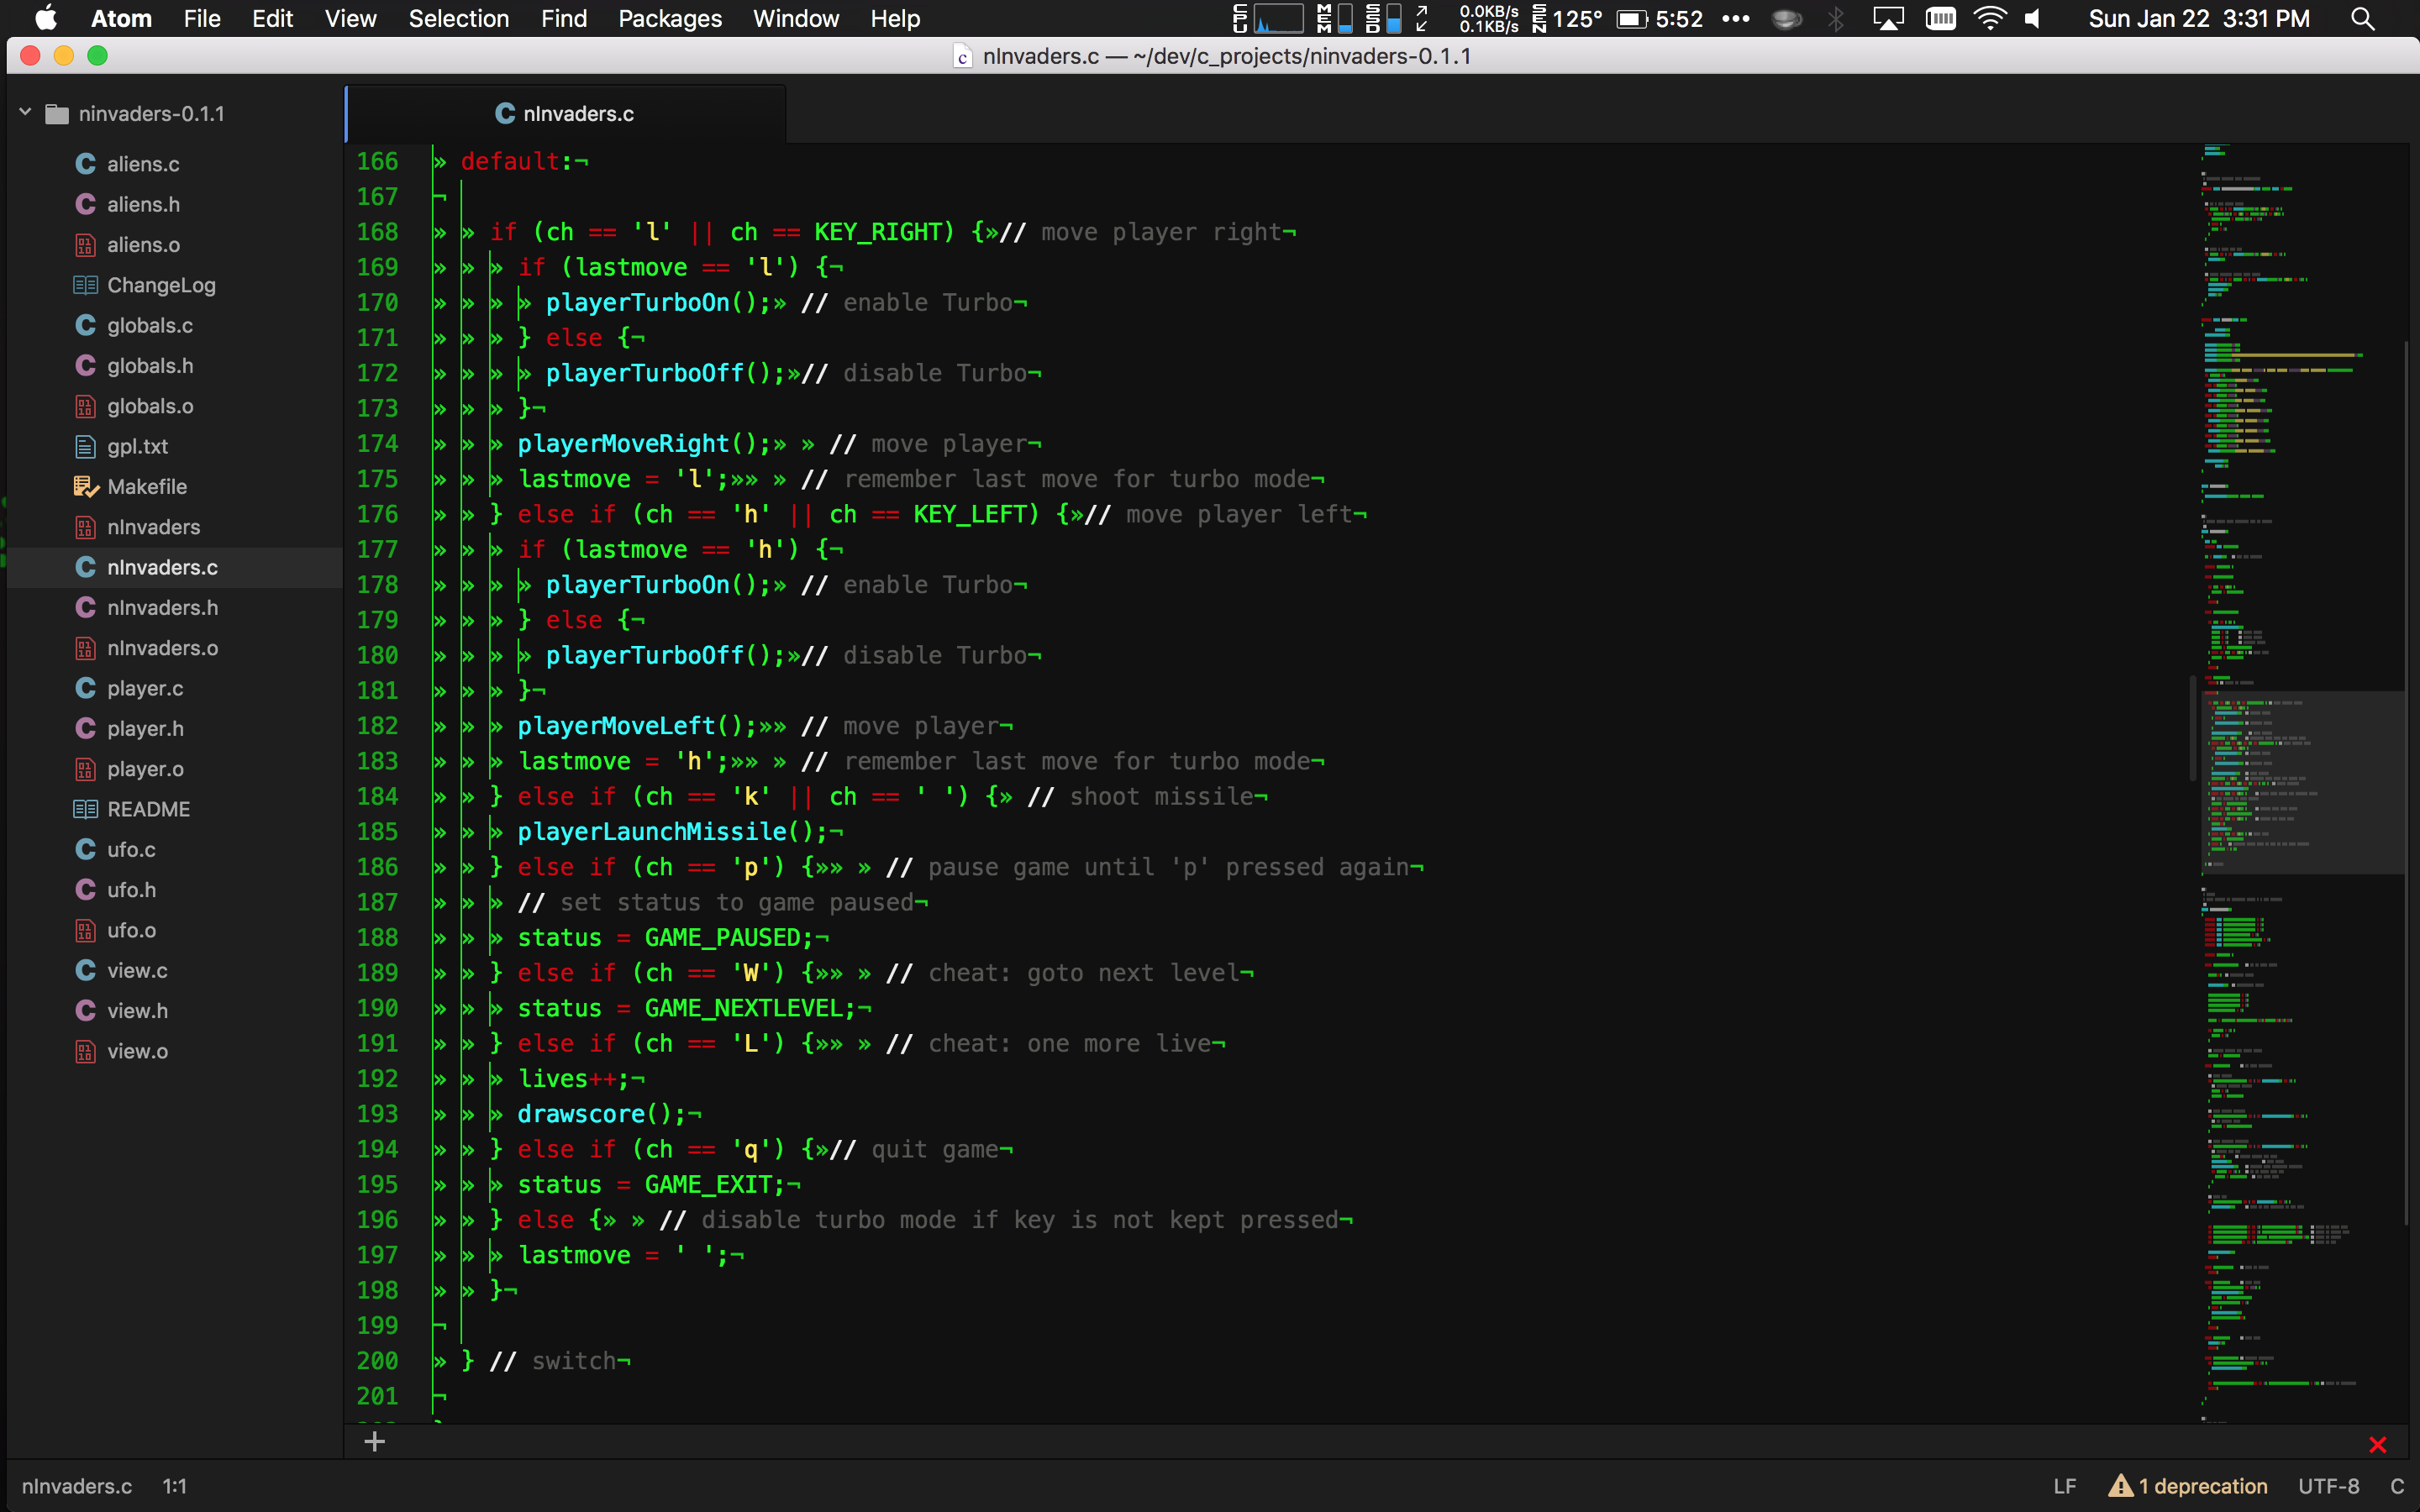 Atom File Edit View Selection Find Packages Window Help CPU MEM SSD 0.0KB/s 0.1KB/s SEN 125° 5:52 ••• Sun Jan 22 3:31 PM
nInvaders.c — ~/dev/c_projects/ninvaders-0.1.1
ninvaders-0.1.1
aliens.c
aliens.h
aliens.o
ChangeLog
globals.c
globals.h
globals.o
gpl.txt
Makefile
nInvaders
nInvaders.c
nInvaders.h
nInvaders.o
player.c
player.h
player.o
README
ufo.c
ufo.h
ufo.o
view.c
view.h
view.o
nInvaders.c
166 » default:¬
167 ¬
168 » » if (ch == 'l' || ch == KEY_RIGHT) {»// move player right¬
169 » » » if (lastmove == 'l') {¬
170 » » » » playerTurboOn();» // enable Turbo¬
171 » » » } else {¬
172 » » » » playerTurboOff();»// disable Turbo¬
173 » » » }¬
174 » » » playerMoveRight();» » // move player¬
175 » » » lastmove = 'l';»» » // remember last move for turbo mode¬
176 » » } else if (ch == 'h' || ch == KEY_LEFT) {»// move player left¬
177 » » » if (lastmove == 'h') {¬
178 » » » » playerTurboOn();» // enable Turbo¬
179 » » » } else {¬
180 » » » » playerTurboOff();»// disable Turbo¬
181 » » » }¬
182 » » » playerMoveLeft();»» // move player¬
183 » » » lastmove = 'h';»» » // remember last move for turbo mode¬
184 » » } else if (ch == 'k' || ch == ' ') {» // shoot missile¬
185 » » » playerLaunchMissile();¬
186 » » } else if (ch == 'p') {»» » // pause game until 'p' pressed again¬
187 » » » // set status to game paused¬
188 » » » status = GAME_PAUSED;¬
189 » » } else if (ch == 'W') {»» » // cheat: goto next level¬
190 » » » status = GAME_NEXTLEVEL;¬
191 » » } else if (ch == 'L') {»» » // cheat: one more live¬
192 » » » lives++;¬
193 » » » drawscore();¬
194 » » } else if (ch == 'q') {»// quit game¬
195 » » » status = GAME_EXIT;¬
196 » » } else {» » // disable turbo mode if key is not kept pressed¬
197 » » » lastmove = ' ';¬
198 » » }¬
199 ¬
200 » } // switch¬
201 ¬
nInvaders.c 1:1 LF 1 deprecation UTF-8 C